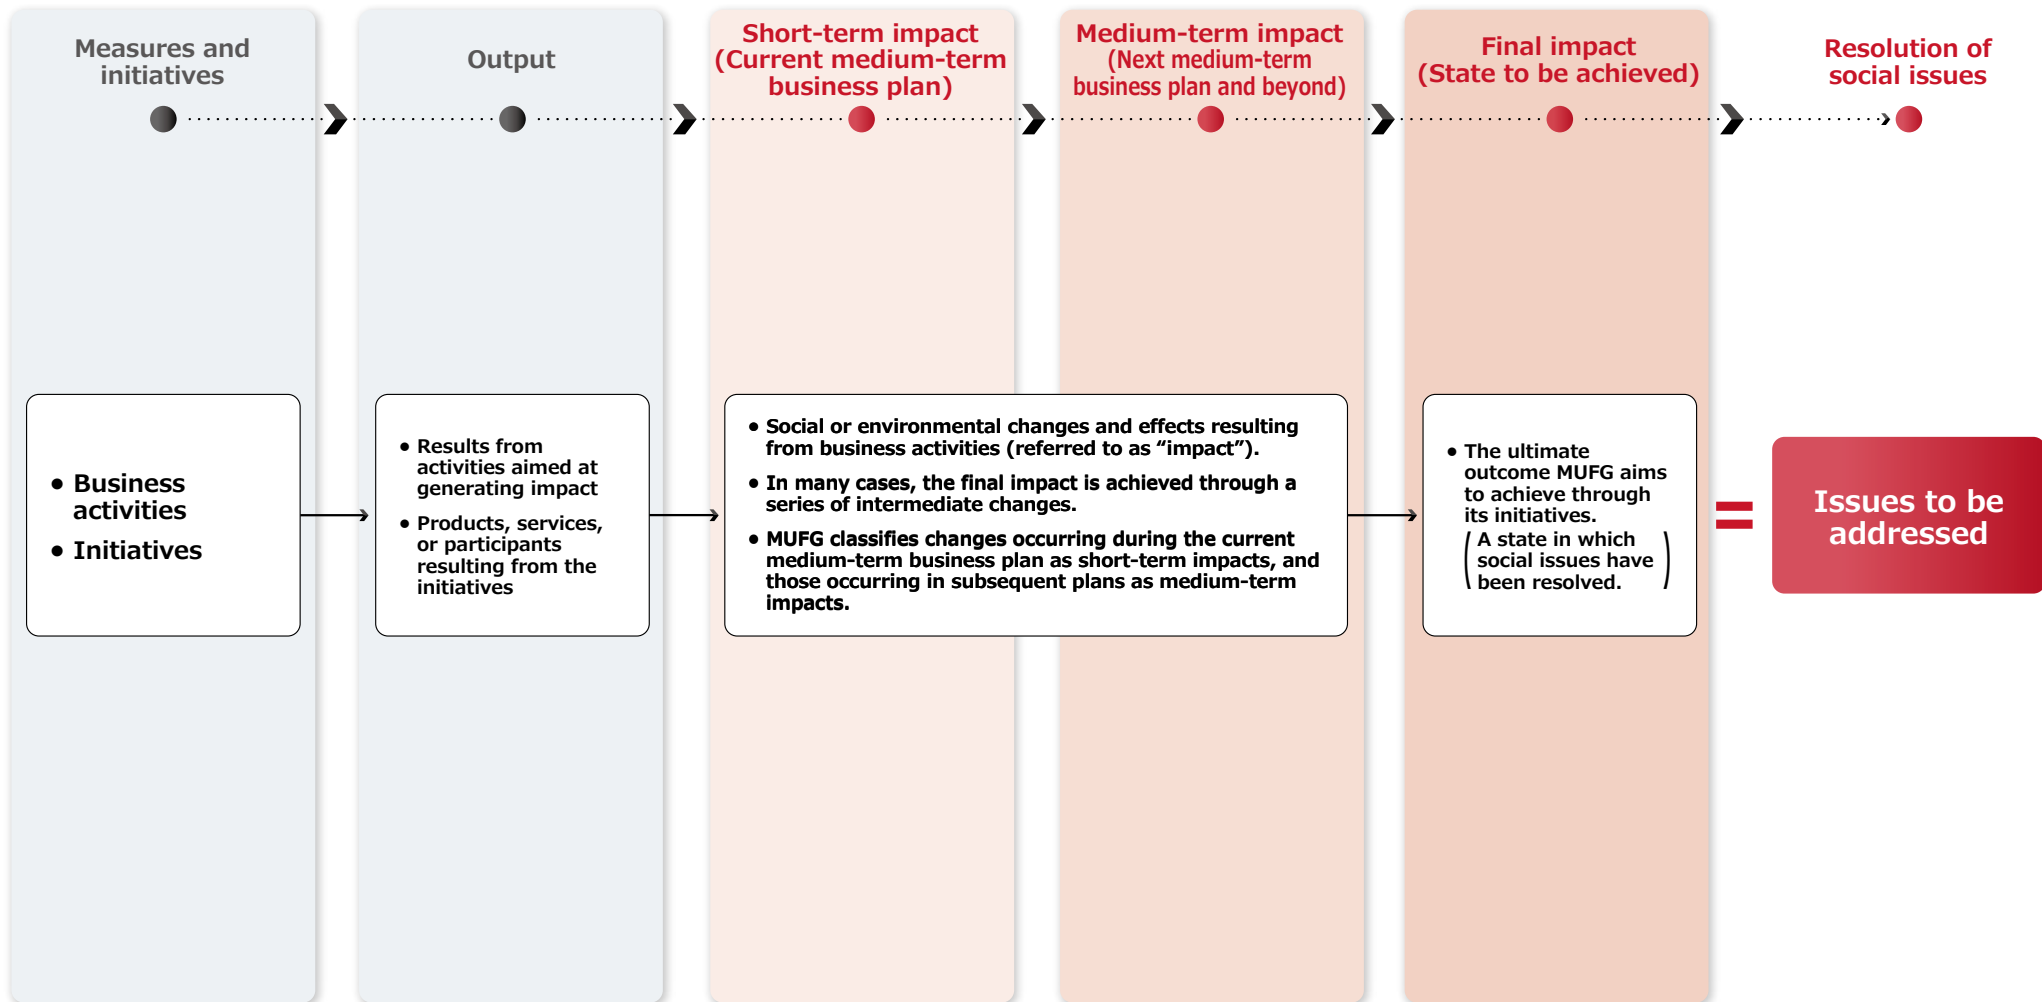 Measures and
initiatives
Output
Short-term impact
(Current medium-term
business plan)
Medium-term impact
(Next medium-term
business plan and beyond)
Final impact
(State to be achieved)
Resolution of
social issues
• Business
activities
• Initiatives
• Results from
activities aimed at
generating impact
• Products, services,
or participants
resulting from the
initiatives
• Social or environmental changes and effects resulting
from business activities (referred to as “impact”).
• In many cases, the final impact is achieved through a
series of intermediate changes.
• MUFG classifies changes occurring during the current
medium-term business plan as short-term impacts, and
those occurring in subsequent plans as medium-term
impacts.
• The ultimate
outcome MUFG aims
to achieve through
its initiatives.
(A state in which
social issues have
been resolved.)
=
Issues to be
addressed